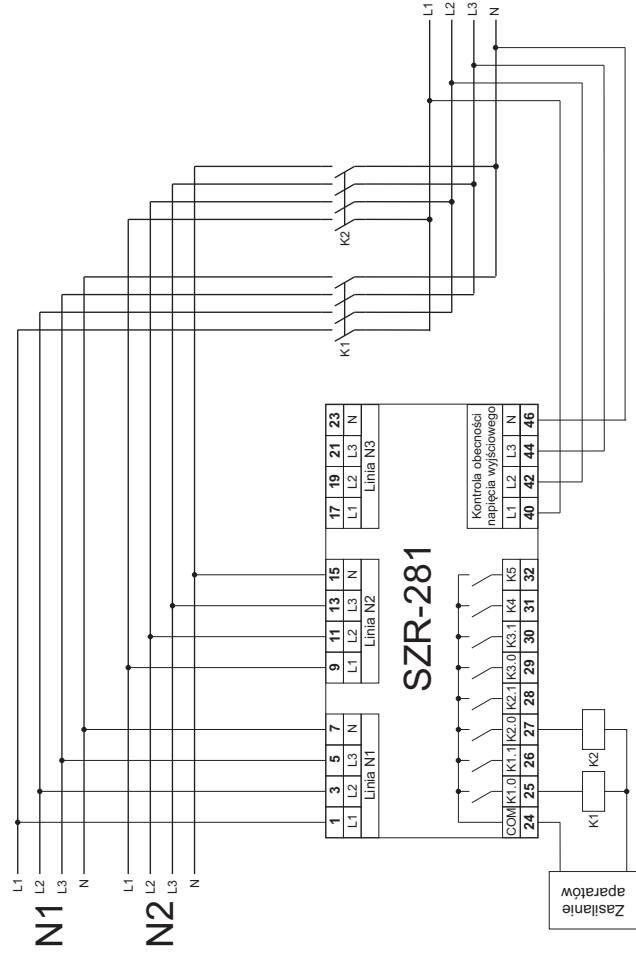 N1
L1
L2
L3
N
N2
L1
L2
L3
N
L1
L2
L3
N
K1
K2
1 3 5 7
L1 L2 L3 N
Linia N1
9 11 13 15
L1 L2 L3 N
Linia N2
17 19 21 23
L1 L2 L3 N
Linia N3
SZR-281
COM K1.0 K1.1 K2.0 K2.1 K3.0 K3.1 K4 K5
24 25 26 27 28 29 30 31 32
Kontrola obecności
napięcia wyjściowego
L1 L2 L3 N
40 42 44 46
K1
K2
Zasilanie
aparatów